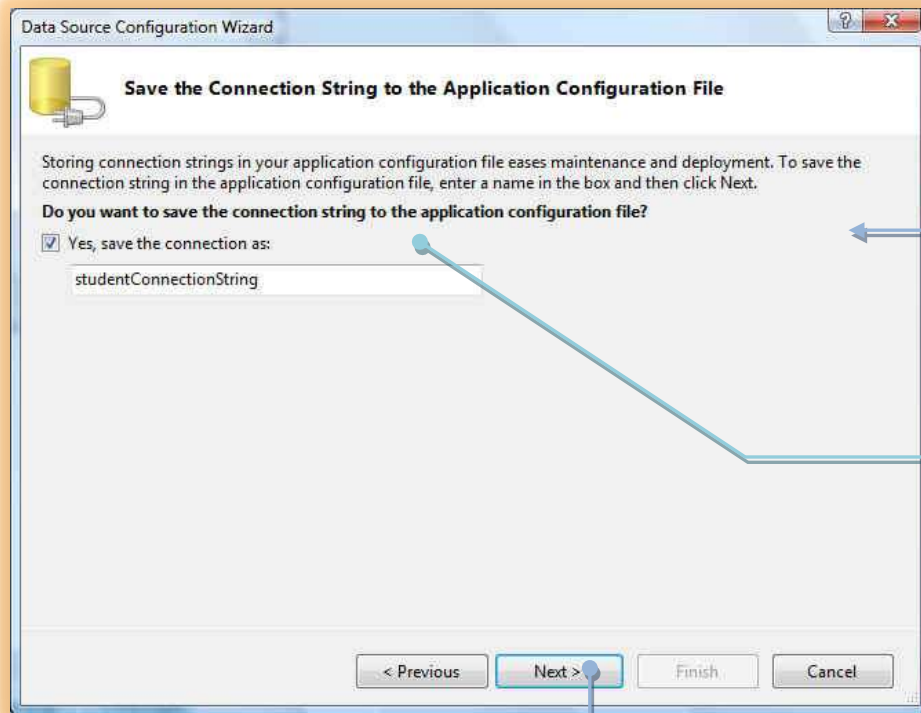 Data Source Configuration Wizard
Save the Connection String to the Application Configuration File
Storing connection strings in your application configuration file eases maintenance and deployment. To save the
connection string in the application configuration file, enter a name in the box and then click Next.
Do you want to save the connection string to the application configuration file?
Yes, save the connection as:
studentConnectionString
< Previous Next > Finish Cancel